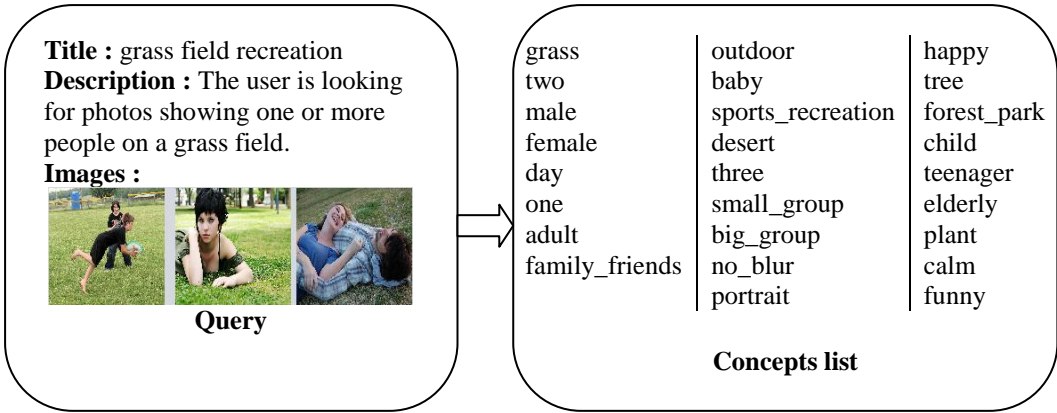 Title : grass field recreation
Description : The user is looking
for photos showing one or more
people on a grass field.
Images :
Query
grass
two
male
female
day
one
adult
family_friends
outdoor
baby
sports_recreation
desert
three
small_group
big_group
no_blur
portrait
happy
tree
forest_park
child
teenager
elderly
plant
calm
funny
Concepts list